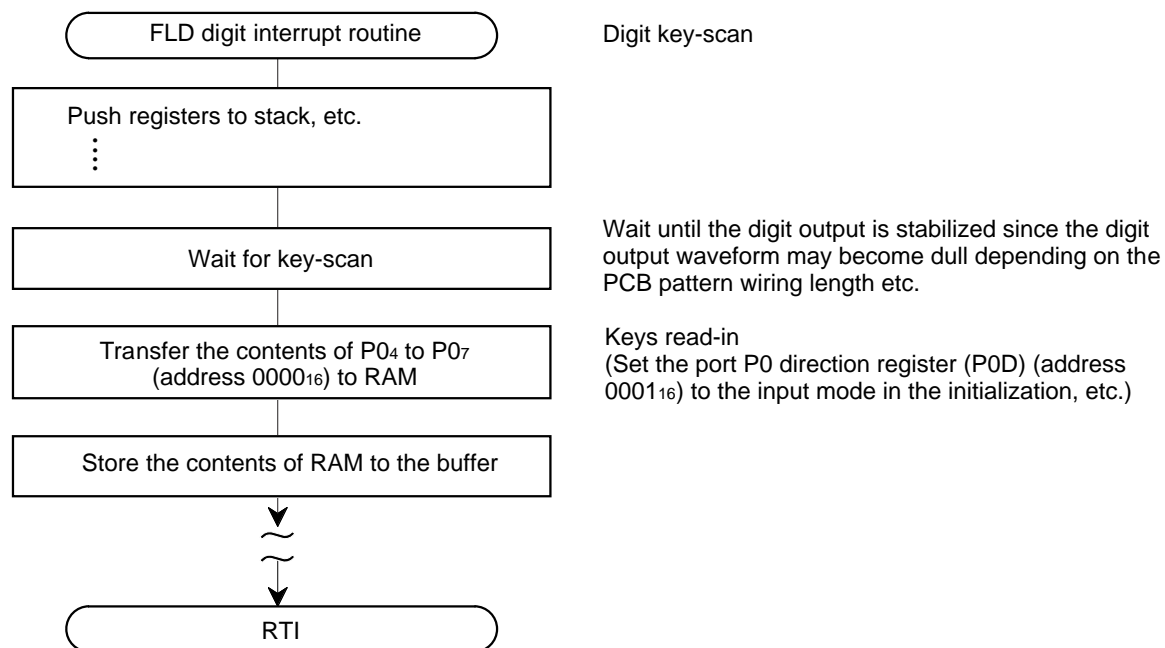 FLD digit interrupt routine
Digit key-scan
Push registers to stack, etc.
Wait for key-scan
Wait until the digit output is stabilized since the digit
output waveform may become dull depending on the
PCB pattern wiring length etc.
Transfer the contents of P04 to P07
(address 000016) to RAM
Keys read-in
(Set the port P0 direction register (P0D) (address
000116) to the input mode in the initialization, etc.)
Store the contents of RAM to the buffer
RTI